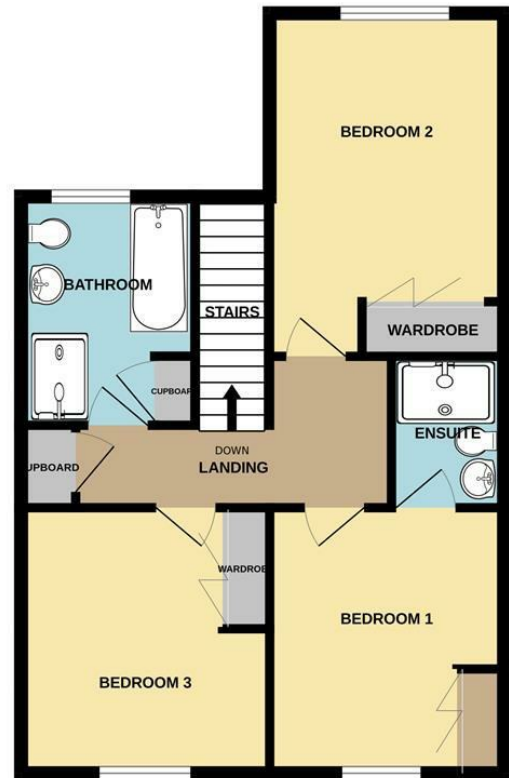 BEDROOM 2
BATHROOM
STAIRS
WARDROBE
CUPBOAR
ENSUITE
DOWN
LANDING
UPBOARD
WARDROB
BEDROOM 1
BEDROOM 3